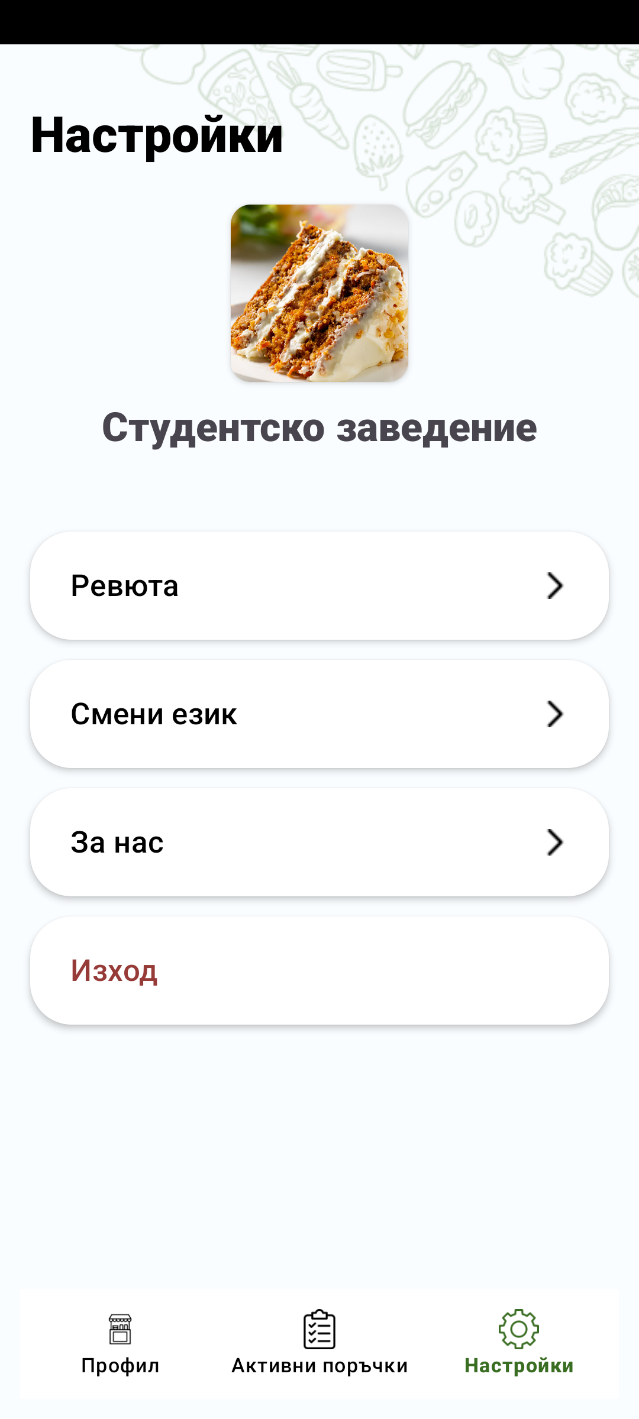 Настройки
Студентско заведение
Ревюта
Смени език
За нас
Изход
Профил
Активни поръчки
Настройки